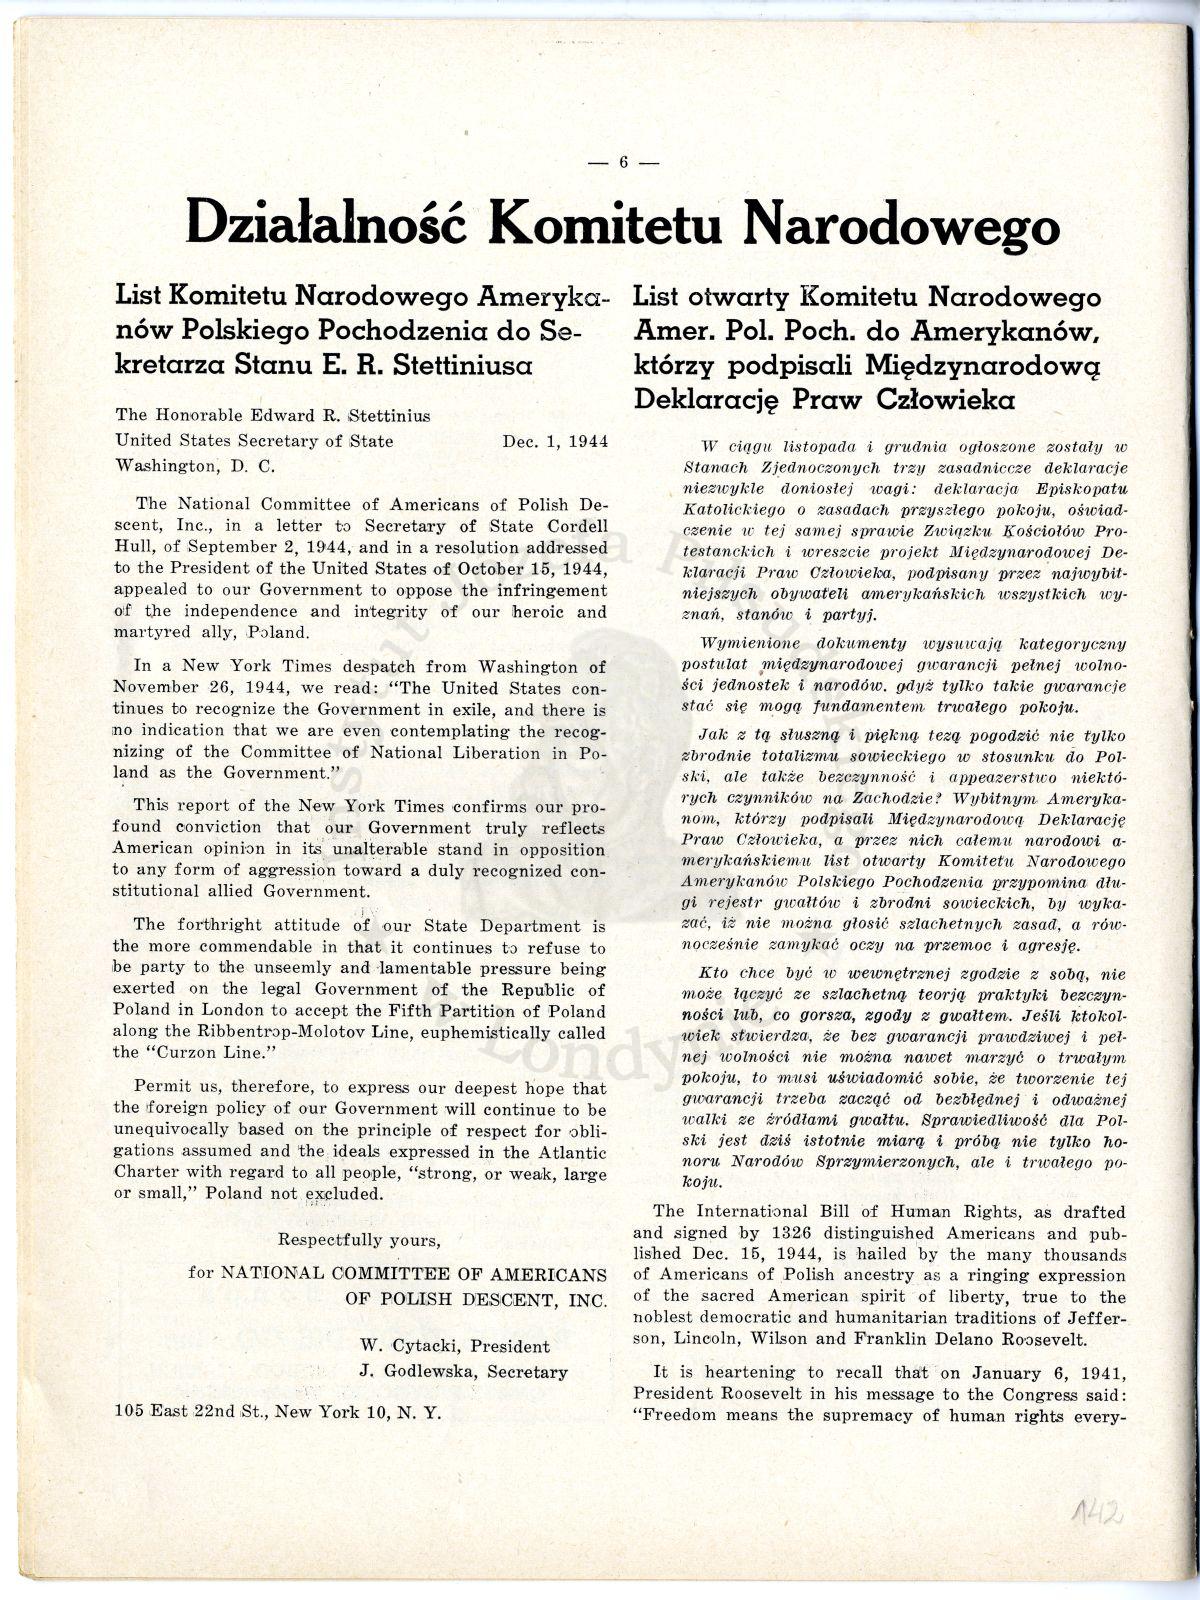 — 6 —
Działalność Komitetu Narodowego
List Komitetu Narodowego Ameryka-
nów Polskiego Pochodzenia do Se-
kretarza Stanu E. R. Stettiniusa
The Honorable Edward R. Stettinius
United States Secretary of State Dec. 1, 1944
Washington, D. C.
The National Committee of Americans of Polish De-
scent, Inc., in a letter to Secretary of State Cordell
Hull, of September 2, 1944, and in a resolution addressed
to the President of the United States of October 15, 1944,
appealed to our Government to oppose the infringement
of the independence and integrity of our heroic and
martyred ally, Poland.
In a New York Times despatch from Washington of
November 26, 1944, we read: “The United States con-
tinues to recognize the Government in exile, and there is
no indication that we are even contemplating the recog-
nizing of the Committee of National Liberation in Po-
land as the Government.”
This report of the New York Times confirms our pro-
found conviction that our Government truly reflects
American opinion in its unalterable stand in opposition
to any form of aggression toward a duly recognized con-
stitutional allied Government.
The forthright attitude of our State Department is
the more commendable in that it continues to refuse to
be party to the unseemly and lamentable pressure being
exerted on the legal Government of the Republic of
Poland in London to accept the Fifth Partition of Poland
along the Ribbentrop-Molotov Line, euphemistically called
the “Curzon Line.”
Permit us, therefore, to express our deepest hope that
the foreign policy of our Government will continue to be
unequivocally based on the principle of respect for obli-
gations assumed and the ideals expressed in the Atlantic
Charter with regard to all people, “strong, or weak, large
or small,” Poland not excluded.
Respectfully yours,
for NATIONAL COMMITTEE OF AMERICANS
OF POLISH DESCENT, INC.
W. Cytacki, President
J. Godlewska, Secretary
105 East 22nd St., New York 10, N. Y.
List otwarty Komitetu Narodowego
Amer. Pol. Poch. do Amerykanów,
którzy podpisali Międzynarodową
Deklarację Praw Człowieka
W ciągu listopada i grudnia ogłoszone zostały w
Stanach Zjednoczonych trzy zasadniccze deklaracje
niezwykle doniosłej wagi: deklaracja Episkopatu
Katolickiego o zasadach przyszłego pokoju, oświad-
czenie w tej samej sprawie Związku Kościołów Pro-
testanckich i wreszcie projekt Międzynarodowej De-
klaracji Praw Człowieka, podpisany przez najwybit-
niejszych obywateli amerykańskich wszystkich wy-
znań, stanów i partyj.
Wymienione dokumenty wysuwają kategoryczny
postulat międzynarodowej gwarancji pełnej wolno-
ści jednostek i narodów. gdyż tylko takie gwarancje
stać się mogą fundamentem trwałego pokoju.
Jak z tą słuszną i piękną tezą pogodzić nie tylko
zbrodnie totalizmu sowieckiego w stosunku do Pol-
ski, ale także bezczynność i appeazerstwo niektó-
rych czynników na Zachodzie? Wybitnym Ameryka-
nom, którzy podpisali Międzynarodową Deklarację
Praw Człowieka, a przez nich całemu narodowi a-
merykańskiemu list otwarty Komitetu Narodowego
Amerykanów Polskiego Pochodzenia przypomina dłu-
gi rejestr gwałtów i zbrodni sowieckich, by wyka-
zać, iż nie można głosić szlachetnych zasad, a rów-
nocześnie zamykać oczy na przemoc i agresję.
Kto chce być w wewnętrznej zgodzie z sobą, nie
może łączyć ze szlachetną teorją praktyki bezczyn-
ności lub, co gorsza, zgody z gwałtem. Jeśli ktokol-
wiek stwierdza, że bez gwarancji prawdziwej i peł-
nej wolności nie można nawet marzyć o trwałym
pokoju, to musi uświadomić sobie, że tworzenie tej
gwarancji trzeba zacząć od bezbłędnej i odważnej
walki ze źródłami gwałtu. Sprawiedliwość dla Pol-
ski jest dziś istotnie miarą i próbą nie tylko ho-
noru Narodów Sprzymierzonych, ale i trwałego po-
koju.
The International Bill of Human Rights, as drafted
and signed by 1326 distinguished Americans and pub-
lished Dec. 15, 1944, is hailed by the many thousands
of Americans of Polish ancestry as a ringing expression
of the sacred American spirit of liberty, true to the
noblest democratic and humanitarian traditions of Jeffer-
son, Lincoln, Wilson and Franklin Delano Roosevelt.
It is heartening to recall that on January 6, 1941,
President Roosevelt in his message to the Congress said:
“Freedom means the supremacy of human rights every-
142